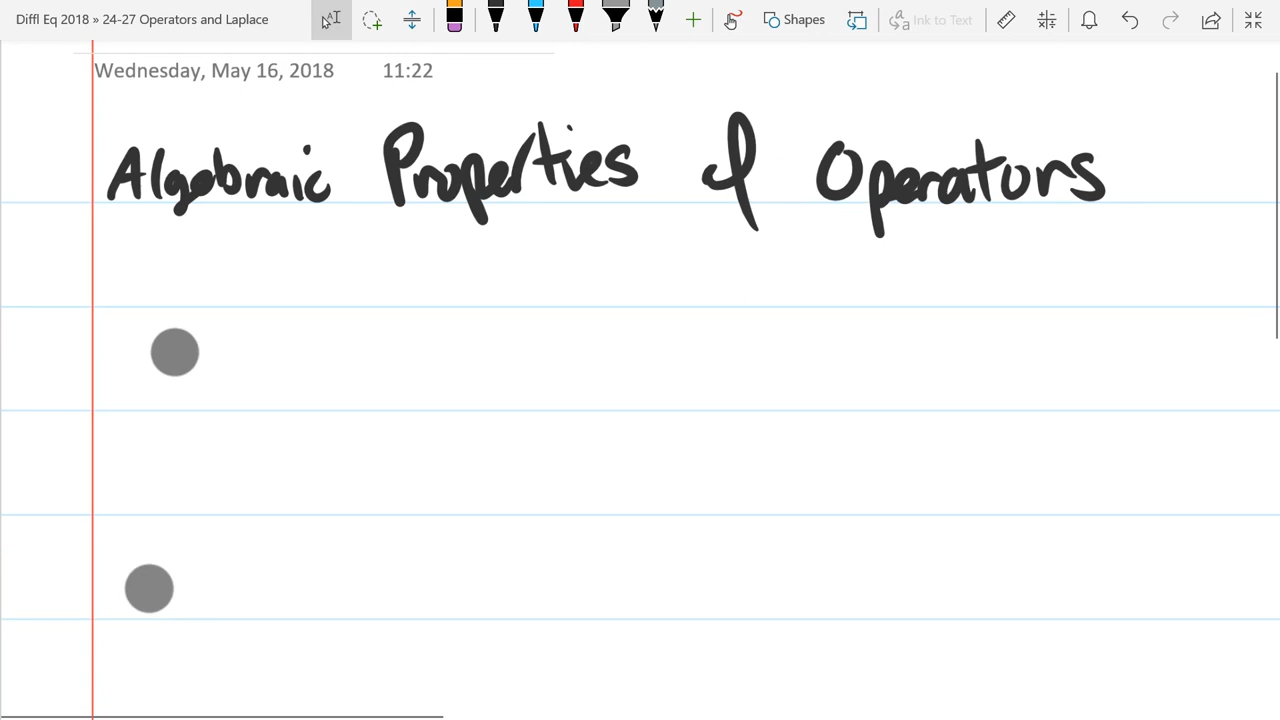 Diffl Eq 2018 » 24-27 Operators and Laplace
Shapes
Ink to Text
Wednesday, May 16, 2018 11:22
Algebraic Properties of Operators